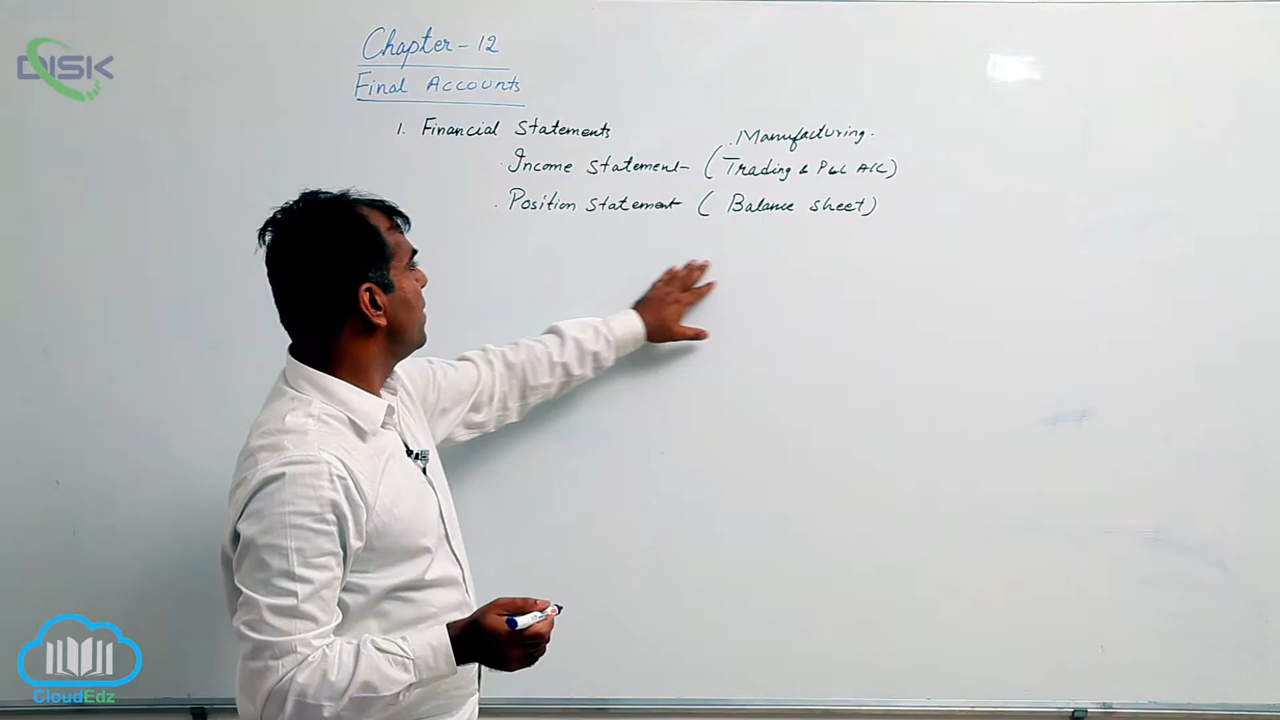 DISK
Chapter - 12
Final Accounts
1. Financial Statements
. Manufacturing.
. Income Statement - (Trading & P&L A/C)
. Position Statement (Balance sheet)
CloudEdz